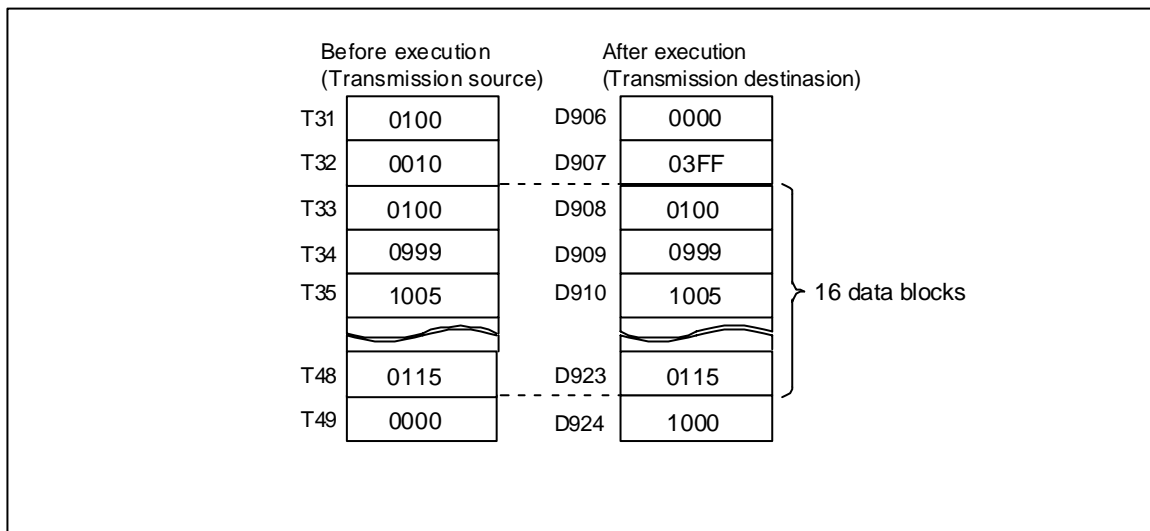 Before execution
(Transmission source)
After execution
(Transmission destinasion)
T31 0100 D906 0000
T32 0010 D907 03FF
T33 0100 D908 0100
T34 0999 D909 0999
T35 1005 D910 1005
16 data blocks
T48 0115 D923 0115
T49 0000 D924 1000